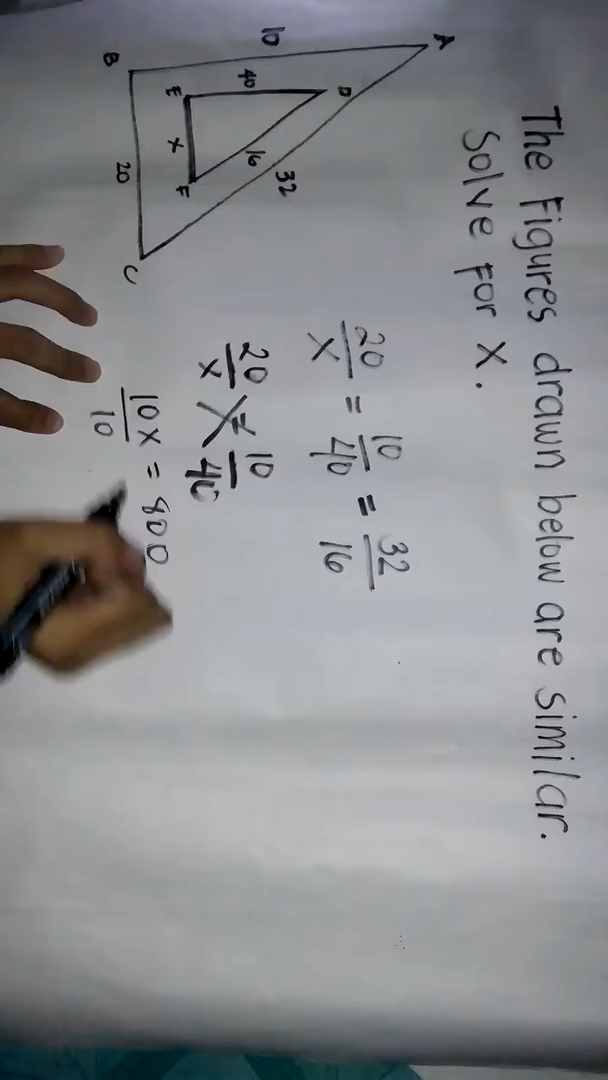 The Figures drawn below are similar.
Solve for X.
A
10
B
40
D
E
x
16
32
F
20
C
20/x = 10/40 = 32/16
20/x = 10/40
10x = 800
10